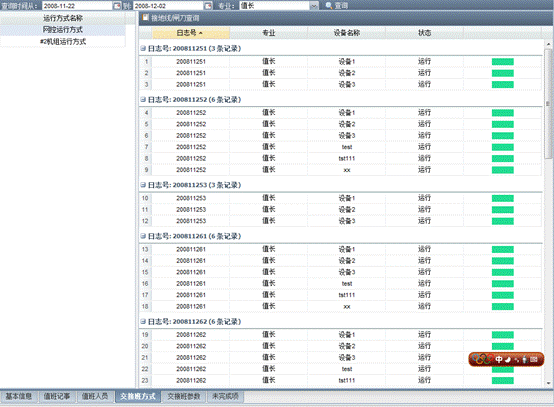 查询时间从: 2008-11-22 到: 2008-12-02 专业: 值长 查询
运行方式名称
网控运行方式
#2机组运行方式
接地线/闸刀查询
日志号 专业 设备名称 状态
日志号: 200811251 (3 条记录)
1 200811251 值长 设备1 运行
2 200811251 值长 设备2 运行
3 200811251 值长 设备3 运行
日志号: 200811252 (6 条记录)
4 200811252 值长 设备1 运行
5 200811252 值长 设备2 运行
6 200811252 值长 设备3 运行
7 200811252 值长 test 运行
8 200811252 值长 tst111 运行
9 200811252 值长 xx 运行
日志号: 200811253 (3 条记录)
10 200811253 值长 设备1 运行
11 200811253 值长 设备2 运行
12 200811253 值长 设备3 运行
日志号: 200811261 (6 条记录)
13 200811261 值长 设备1 运行
14 200811261 值长 设备2 运行
15 200811261 值长 设备3 运行
16 200811261 值长 test 运行
17 200811261 值长 tst111 运行
18 200811261 值长 xx 运行
日志号: 200811262 (6 条记录)
19 200811262 值长 设备1 运行
20 200811262 值长 设备2 运行
21 200811262 值长 设备3 运行
22 200811262 值长 test 运行
23 200811262 值长 tst111 运行
中
基本信息 值班记事 值班人员 交接班方式 交接班参数 未完成项